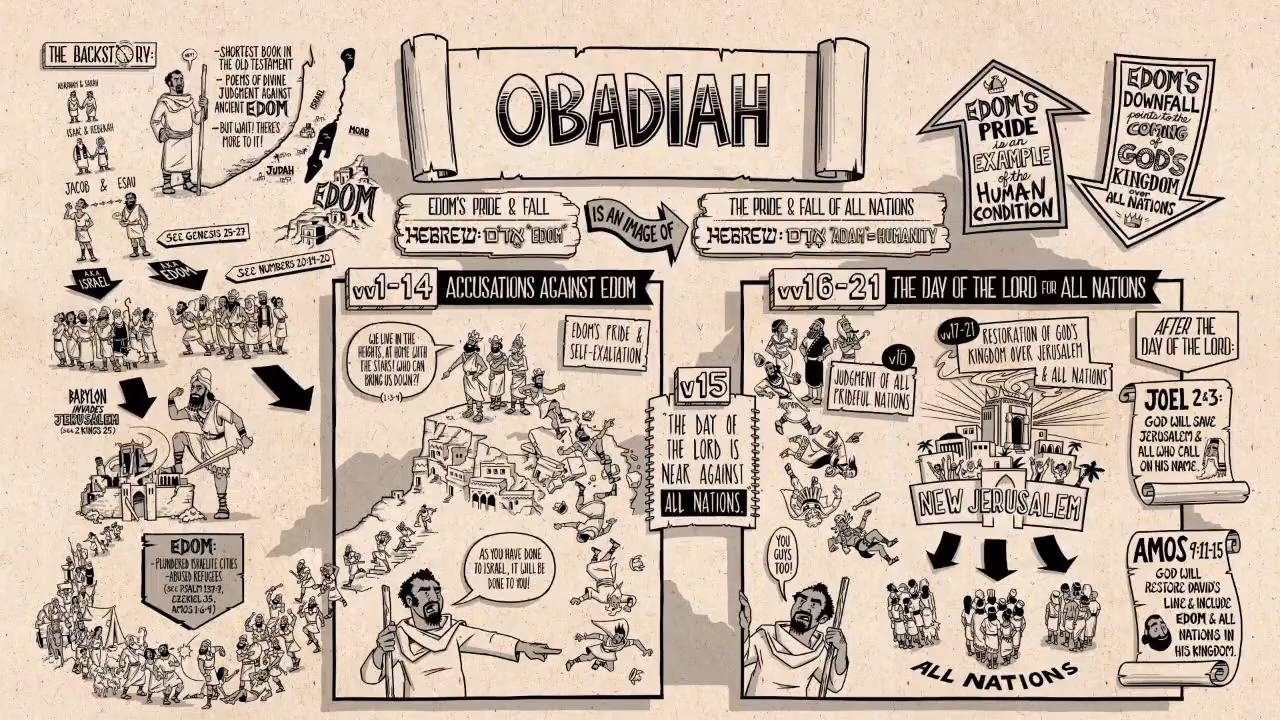 THE BACKSTORY:
ABRAHAM & SARAH
ISAAC & REBEKAH
JACOB & ESAU
HEY!
-SHORTEST BOOK IN
THE OLD TESTAMENT
-POEMS OF DIVINE
JUDGMENT AGAINST
ANCIENT EDOM
-BUT WAIT! THERE'S
MORE TO IT!
ISRAEL
MOAB
JUDAH
EDOM
SEE GENESIS 25-27
SEE NUMBERS 20:14-20
A.K.A
ISRAEL
A.K.A
EDOM
BABYLON
INVADES
JERUSALEM
(SEE 2 KINGS 25)
EDOM:
-PLUNDERED ISRAELITE CITIES
-ABUSED REFUGEES
(SEE PSALM 137:7,
EZEKIEL 35,
AMOS 1:6-9)
OBADIAH
EDOM'S PRIDE & FALL
HEBREW: אֱדֹם "EDOM"
IS AN IMAGE OF
THE PRIDE & FALL OF ALL NATIONS
HEBREW: אָדָם "ADAM"=HUMANITY
EDOM'S
PRIDE
is an
EXAMPLE
of the
HUMAN
CONDITION
EDOM'S
DOWNFALL
points to the
COMING
of
GOD'S
KINGDOM
over
ALL NATIONS
vv1-14 ACCUSATIONS AGAINST EDOM
WE LIVE IN THE
HEIGHTS, AT HOME WITH
THE STARS! WHO CAN
BRING US DOWN?!
(1:3-4)
EDOM'S PRIDE &
SELF-EXALTATION
AS YOU HAVE DONE
TO ISRAEL, IT WILL BE
DONE TO YOU!
v15
"THE DAY OF
THE LORD IS
NEAR AGAINST
ALL NATIONS.
vv16-21 THE DAY OF THE LORD FOR ALL NATIONS
v16
JUDGMENT OF ALL
PRIDEFUL NATIONS
YOU
GUYS
TOO!
vv17-21
RESTORATION OF GOD'S
KINGDOM OVER JERUSALEM
& ALL NATIONS
NEW JERUSALEM
ALL NATIONS
AFTER THE
DAY OF THE LORD:
JOEL 2&3:
GOD WILL SAVE
JERUSALEM &
ALL WHO CALL
ON HIS NAME.
AMOS 9:11-15
GOD WILL
RESTORE DAVID'S
LINE & INCLUDE
EDOM & ALL
NATIONS IN
HIS KINGDOM.